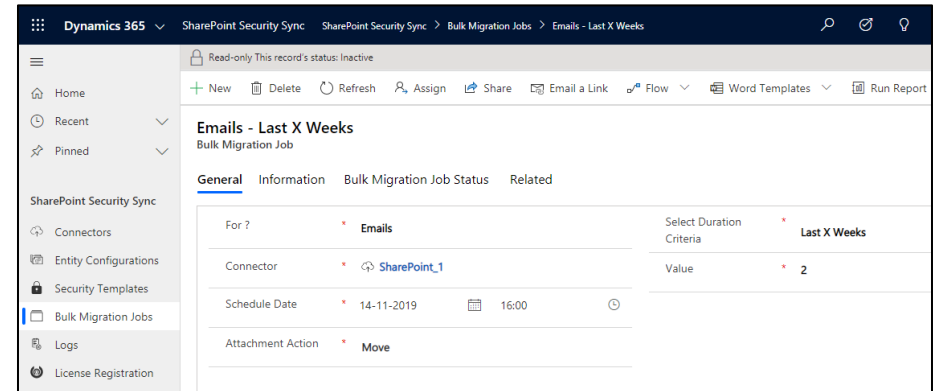 Dynamics 365 SharePoint Security Sync SharePoint Security Sync > Bulk Migration Jobs > Emails - Last X Weeks
Read-only This record's status: Inactive
New Delete Refresh Assign Share Email a Link Flow Word Templates Run Report
Home
Recent
Pinned
SharePoint Security Sync
Connectors
Entity Configurations
Security Templates
Bulk Migration Jobs
Logs
License Registration
Emails - Last X Weeks
Bulk Migration Job
General Information Bulk Migration Job Status Related
For ? * Emails
Connector * SharePoint_1
Schedule Date * 14-11-2019 16:00
Attachment Action * Move
Select Duration Criteria * Last X Weeks
Value * 2